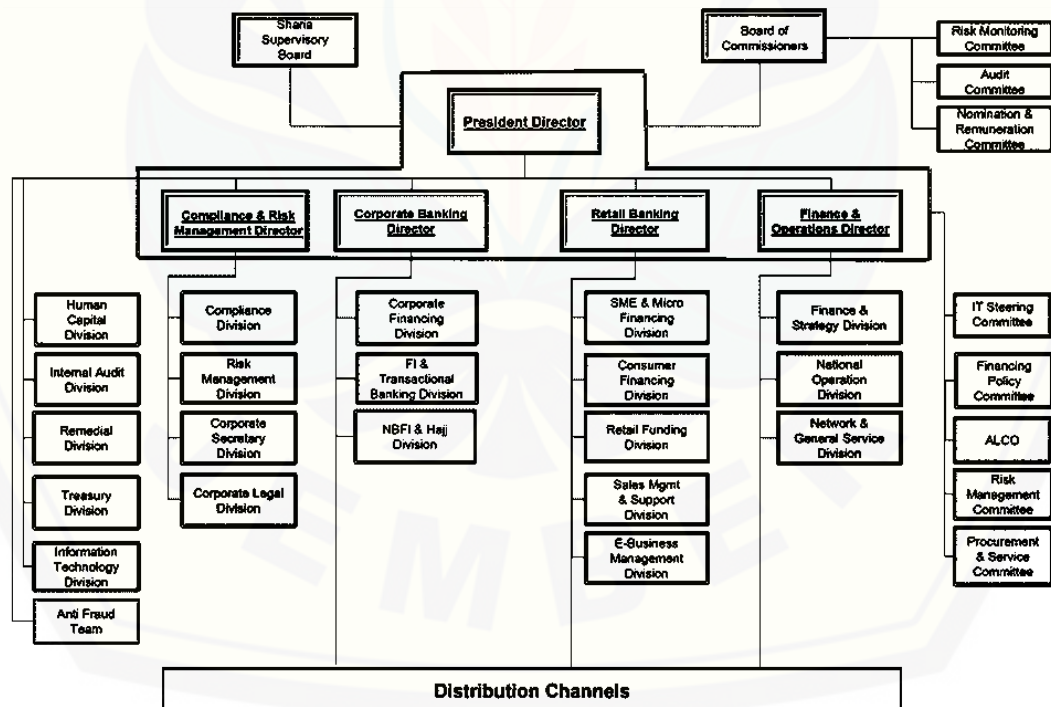 Sharia
Supervisory
Board
Board of
Commissioners
Risk Monitoring
Committee
Audit
Committee
Nomination &
Remuneration
Committee
President Director
Compliance & Risk
Management Director
Corporate Banking
Director
Retail Banking
Director
Finance &
Operations Director
Human
Capital
Division
Internal Audit
Division
Remedial
Division
Treasury
Division
Information
Technology
Division
Anti Fraud
Team
Compliance
Division
Risk
Management
Division
Corporate
Secretary
Division
Corporate Legal
Division
Corporate
Financing
Division
FI &
Transactional
Banking Division
NBFI & Hajj
Division
SME & Micro
Financing
Division
Consumer
Financing
Division
Retail Funding
Division
Sales Mgmt
& Support
Division
E-Business
Management
Division
Finance &
Strategy Division
National
Operation
Division
Network &
General Service
Division
IT Steering
Committee
Financing
Policy
Committee
ALCO
Risk
Management
Committee
Procurement
& Service
Committee
Distribution Channels